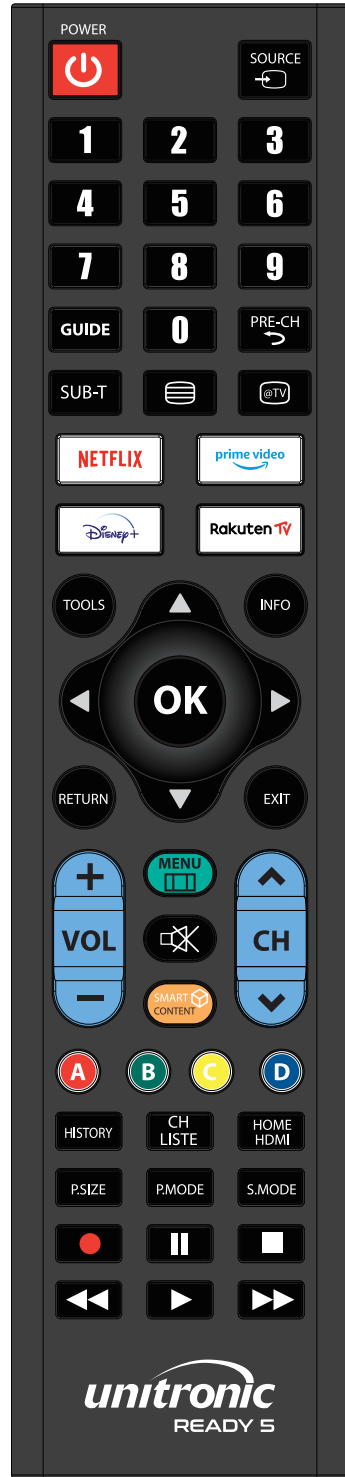 POWER
SOURCE
1 2 3
4 5 6
7 8 9
GUIDE 0 PRE-CH
SUB-T @TV
NETFLIX prime video
Disney+ Rakuten TV
TOOLS INFO
OK
RETURN EXIT
MENU
VOL CH
SMART
CONTENT
A B C D
HISTORY
CH
LISTE
HOME
HDMI
P.SIZE P.MODE S.MODE
unitronic
READY 5